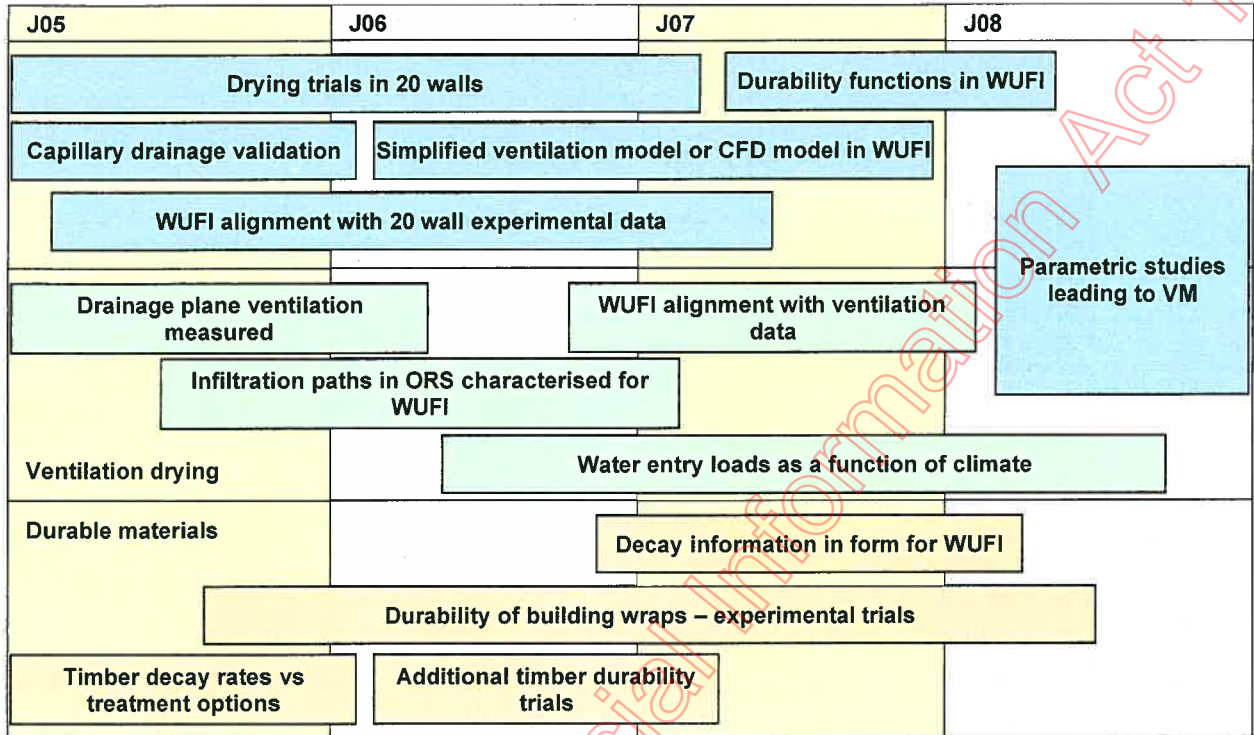 J05
J06
J07
J08
Drying trials in 20 walls
Durability functions in WUFI
Capillary drainage validation
Simplified ventilation model or CFD model in WUFI
WUFI alignment with 20 wall experimental data
Parametric studies
leading to VM
Drainage plane ventilation
measured
WUFI alignment with ventilation
data
Infiltration paths in ORS characterised for
WUFI
Ventilation drying
Water entry loads as a function of climate
Durable materials
Decay information in form for WUFI
Durability of building wraps – experimental trials
Timber decay rates vs
treatment options
Additional timber durability
trials
Information Act